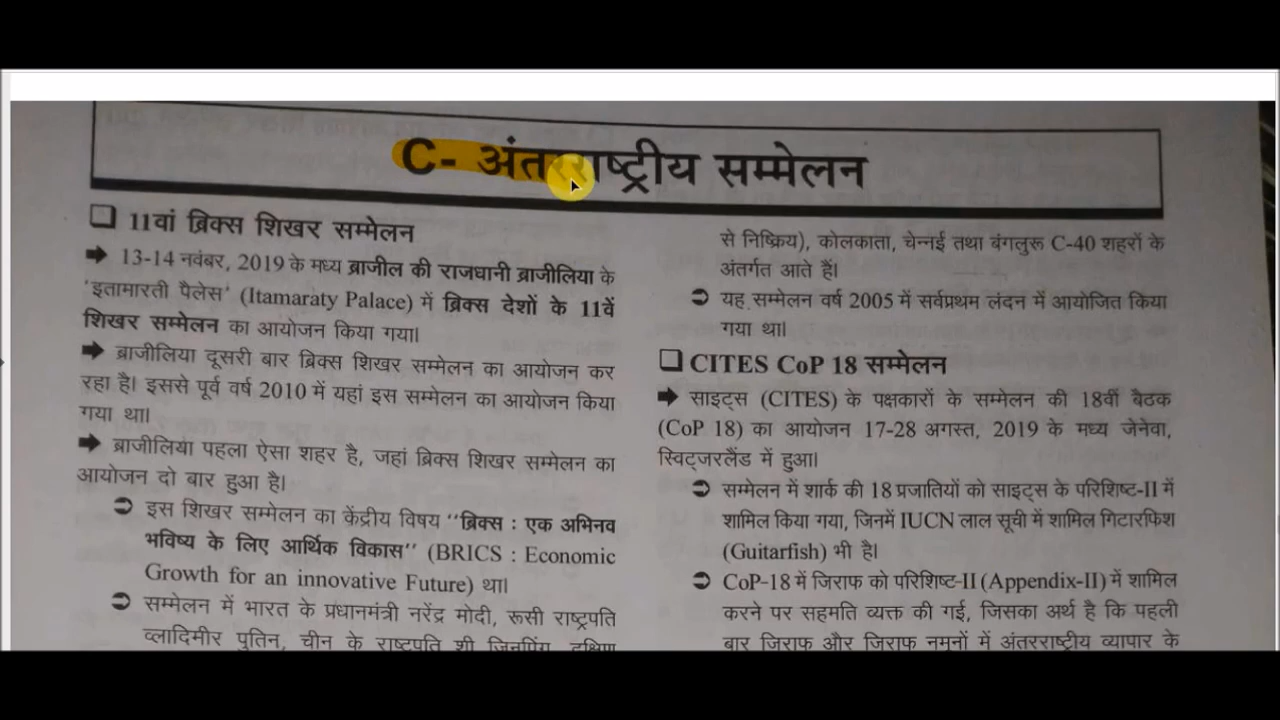 C- अंतरराष्ट्रीय सम्मेलन
❑ 11वां ब्रिक्स शिखर सम्मेलन
➡ 13-14 नवंबर, 2019 के मध्य ब्राजील की राजधानी ब्राजीलिया के
'इतामारती पैलेस' (Itamaraty Palace) में ब्रिक्स देशों के 11वें
शिखर सम्मेलन का आयोजन किया गया।
➡ ब्राजीलिया दूसरी बार ब्रिक्स शिखर सम्मेलन का आयोजन कर
रहा है। इससे पूर्व वर्ष 2010 में यहां इस सम्मेलन का आयोजन किया
गया था।
➡ ब्राजीलिया पहला ऐसा शहर है, जहां ब्रिक्स शिखर सम्मेलन का
आयोजन दो बार हुआ है।
➲ इस शिखर सम्मेलन का केंद्रीय विषय "ब्रिक्स : एक अभिनव
भविष्य के लिए आर्थिक विकास" (BRICS : Economic
Growth for an innovative Future) था।
➲ सम्मेलन में भारत के प्रधानमंत्री नरेंद्र मोदी, रूसी राष्ट्रपति
व्लादिमीर पुतिन, चीन के राष्ट्रपति शी जिनपिंग, दक्षिण
से निष्क्रिय), कोलकाता, चेन्नई तथा बंगलुरू C-40 शहरों के
अंतर्गत आते है।
➲ यह सम्मेलन वर्ष 2005 में सर्वप्रथम लंदन में आयोजित किया
गया था।
❑ CITES CoP 18 सम्मेलन
➡ साइट्स (CITES) के पक्षकारों के सम्मेलन की 18वीं बैठक
(CoP 18) का आयोजन 17-28 अगस्त, 2019 के मध्य जेनेवा,
स्विट्जरलैंड में हुआ।
➲ सम्मेलन में शार्क की 18 प्रजातियों को साइट्स के परिशिष्ट-II में
शामिल किया गया, जिनमें IUCN लाल सूची में शामिल गिटारफिश
(Guitarfish) भी है।
➲ CoP-18 में जिराफ को परिशिष्ट-II (Appendix-II) में शामिल
करने पर सहमति व्यक्त की गई, जिसका अर्थ है कि पहली
बार जिराफ और जिराफ नमूनों में अंतरराष्ट्रीय व्यापार के